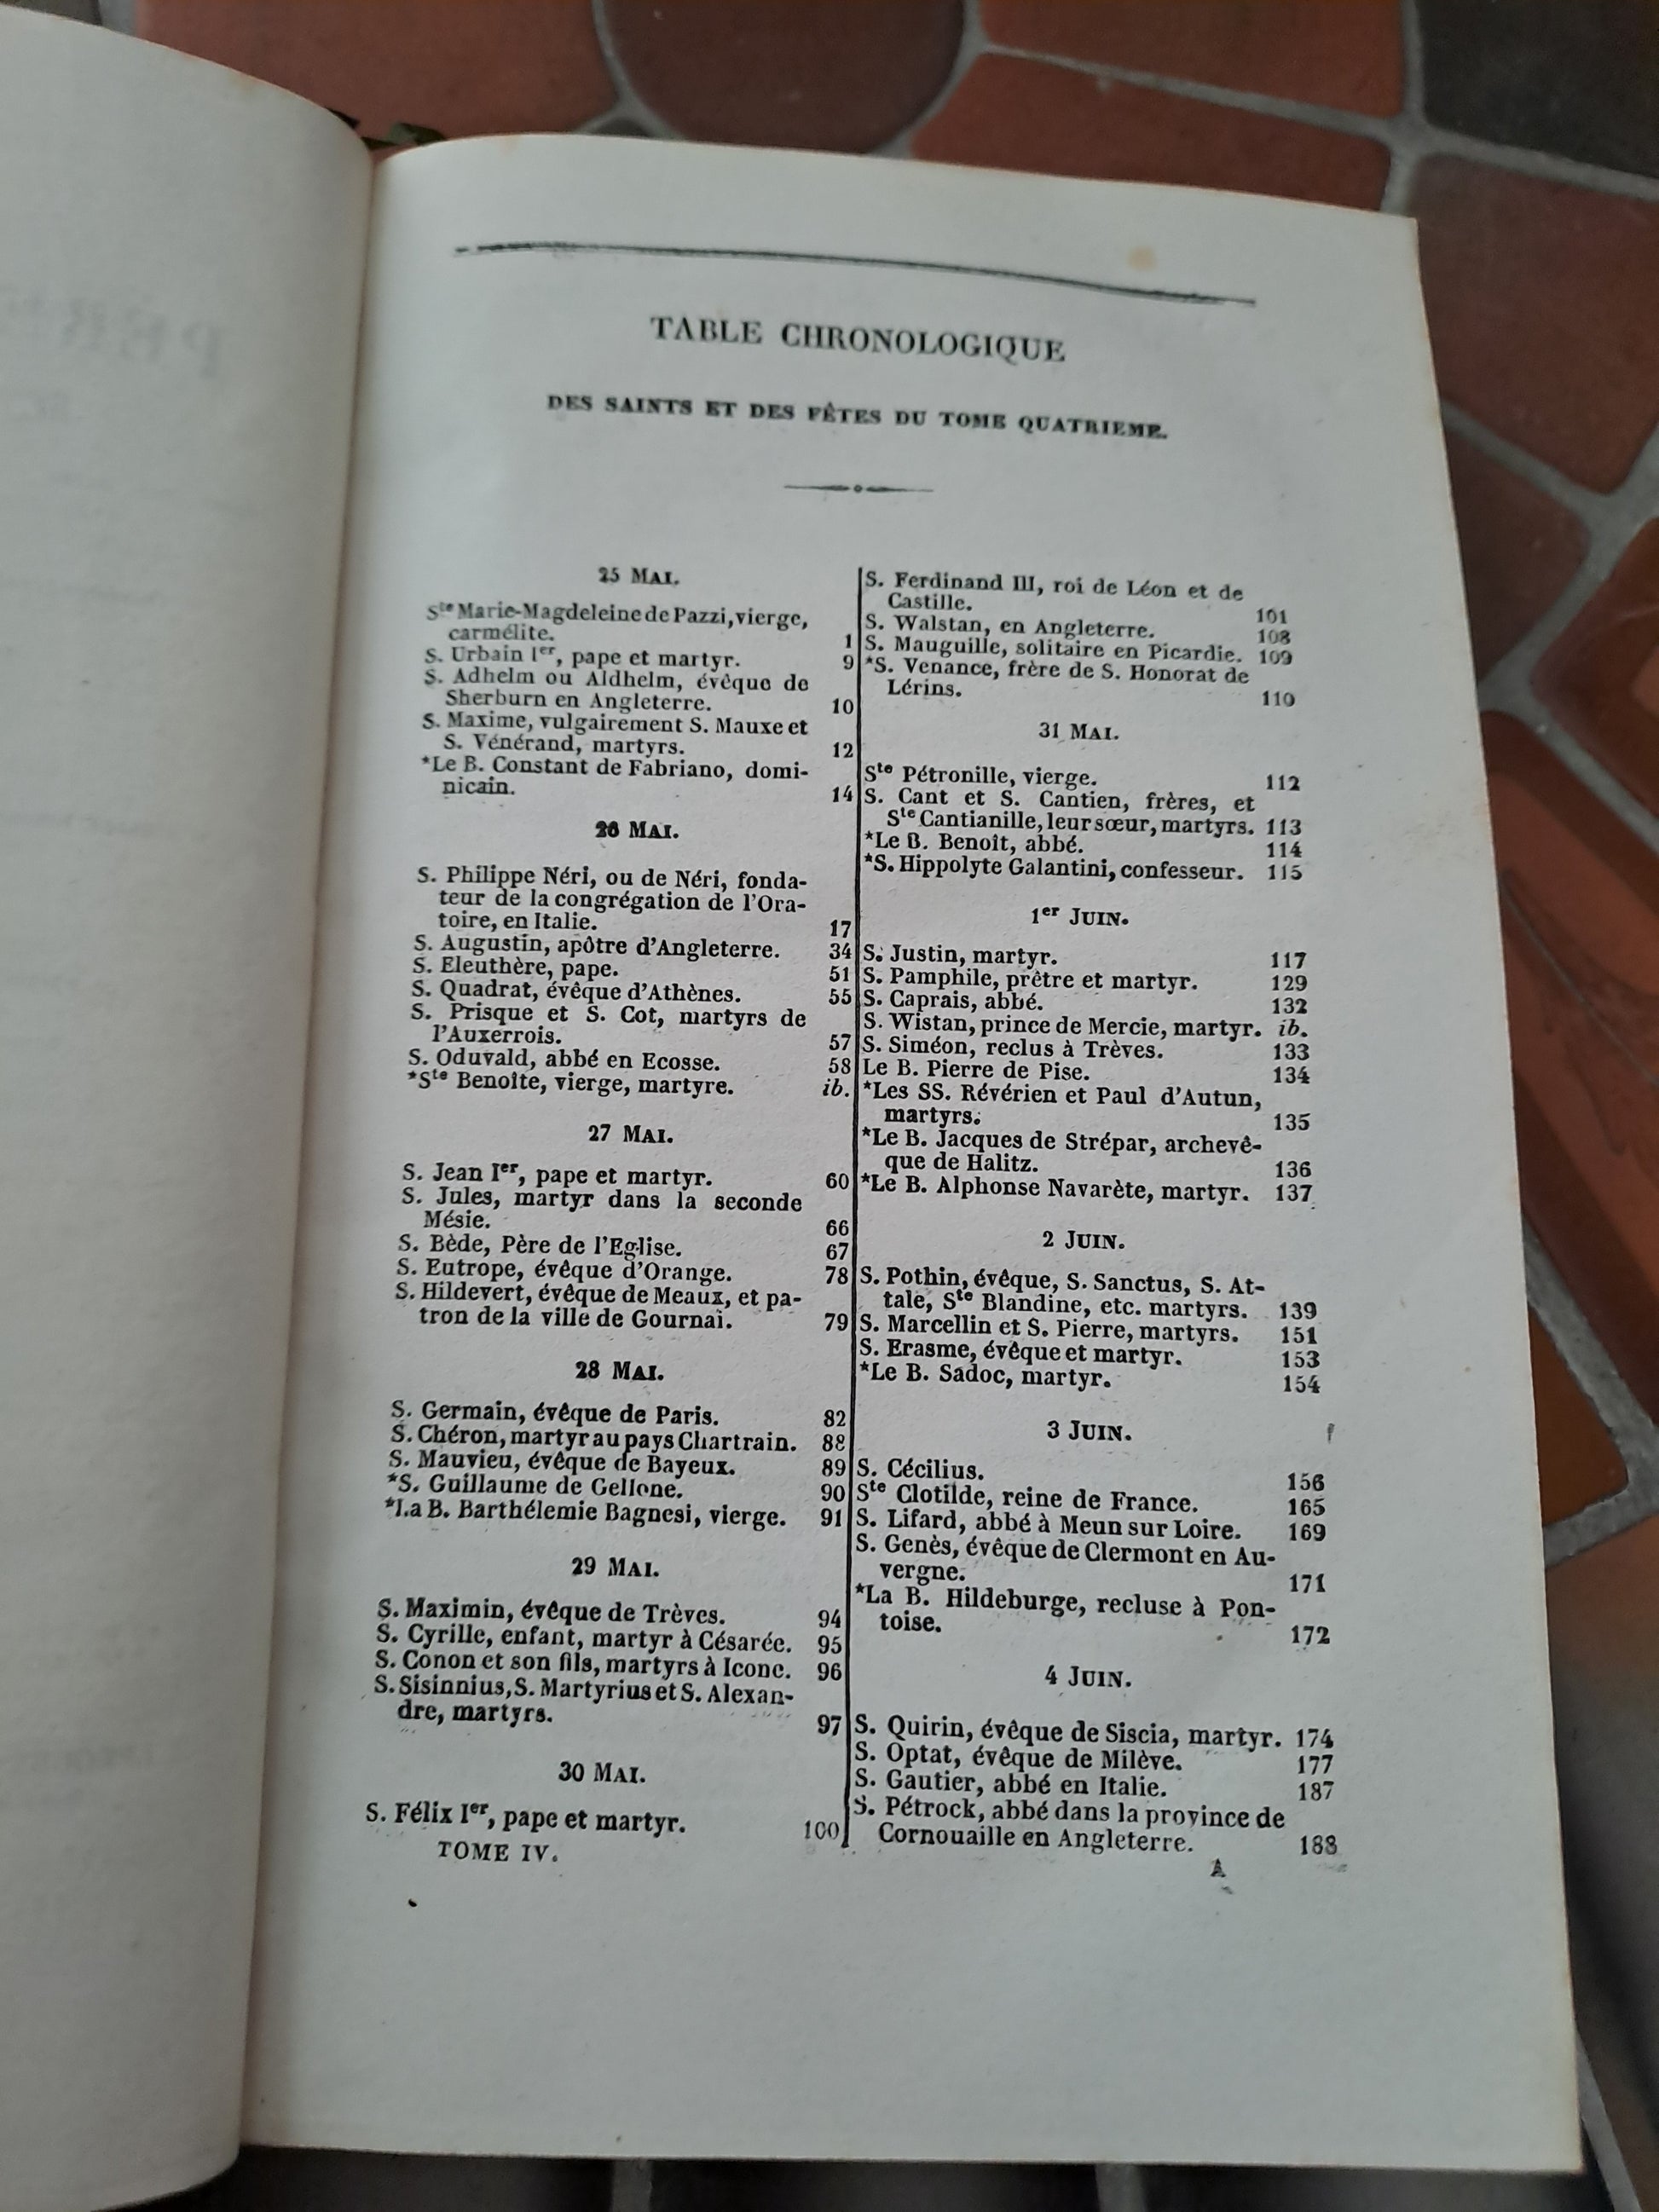 TABLE CHRONOLOGIQUE
DES SAINTS ET DES FÊTES DU TOME QUATRIEME.
25 MAI.
Ste Marie-Magdeleine de Pazzi, vierge,
carmélite. 1
S. Urbain Ier, pape et martyr. 9
S. Adhelm ou Aldhelm, évêque de
Sherburn en Angleterre. 10
S. Maxime, vulgairement S. Mauxe et
S. Vénérand, martyrs. 12
*Le B. Constant de Fabriano, domi-
nicain. 14
26 MAI.
S. Philippe Néri, ou de Néri, fonda-
teur de la congrégation de l'Ora-
toire, en Italie. 17
S. Augustin, apôtre d'Angleterre. 34
S. Eleuthère, pape. 51
S. Quadrat, évêque d'Athènes. 55
S. Prisque et S. Cot, martyrs de
l'Auxerrois. 57
S. Oduvald, abbé en Ecosse. 58
*Ste Benoîte, vierge, martyre. ib.
27 MAI.
S. Jean Ier, pape et martyr. 60
S. Jules, martyr dans la seconde
Mésie. 66
S. Bède, Père de l'Eglise. 67
S. Eutrope, évêque d'Orange. 78
S. Hildevert, évêque de Meaux, et pa-
tron de la ville de Gournai. 79
28 MAI.
S. Germain, évêque de Paris. 82
S. Chéron, martyr au pays Chartrain. 88
S. Mauvieu, évêque de Bayeux. 89
*S. Guillaume de Gellone. 90
*La B. Barthélemie Bagnesi, vierge. 91
29 MAI.
S. Maximin, évêque de Trèves. 94
S. Cyrille, enfant, martyr à Césarée. 95
S. Conon et son fils, martyrs à Icone. 96
S. Sisinnius, S. Martyrius et S. Alexan-
dre, martyrs. 97
30 MAI.
S. Félix Ier, pape et martyr. 100
TOME IV.
S. Ferdinand III, roi de Léon et de
Castille. 101
S. Walstan, en Angleterre. 108
S. Mauguille, solitaire en Picardie. 109
*S. Venance, frère de S. Honorat de
Lérins. 110
31 MAI.
Ste Pétronille, vierge. 112
S. Cant et S. Cantien, frères, et
Ste Cantianille, leur sœur, martyrs. 113
*Le B. Benoît, abbé. 114
*S. Hippolyte Galantini, confesseur. 115
1er JUIN.
S. Justin, martyr. 117
S. Pamphile, prêtre et martyr. 129
S. Caprais, abbé. 132
S. Wistan, prince de Mercie, martyr. ib.
S. Siméon, reclus à Trèves. 133
Le B. Pierre de Pise. 134
*Les SS. Révérien et Paul d'Autun,
martyrs. 135
*Le B. Jacques de Strépar, archevê-
que de Halitz. 136
*Le B. Alphonse Navarète, martyr. 137
2 JUIN.
S. Pothin, évêque, S. Sanctus, S. At-
tale, Ste Blandine, etc. martyrs. 139
S. Marcellin et S. Pierre, martyrs. 151
S. Erasme, évêque et martyr. 153
*Le B. Sadoc, martyr. 154
3 JUIN.
S. Cécilius. 156
Ste Clotilde, reine de France. 165
S. Lifard, abbé à Meun sur Loire. 169
S. Genès, évêque de Clermont en Au-
vergne. 171
*La B. Hildeburge, recluse à Pon-
toise. 172
4 JUIN.
S. Quirin, évêque de Siscia, martyr. 174
S. Optat, évêque de Milève. 177
S. Gautier, abbé en Italie. 187
S. Pétrock, abbé dans la province de
Cornouaille en Angleterre. 188
A